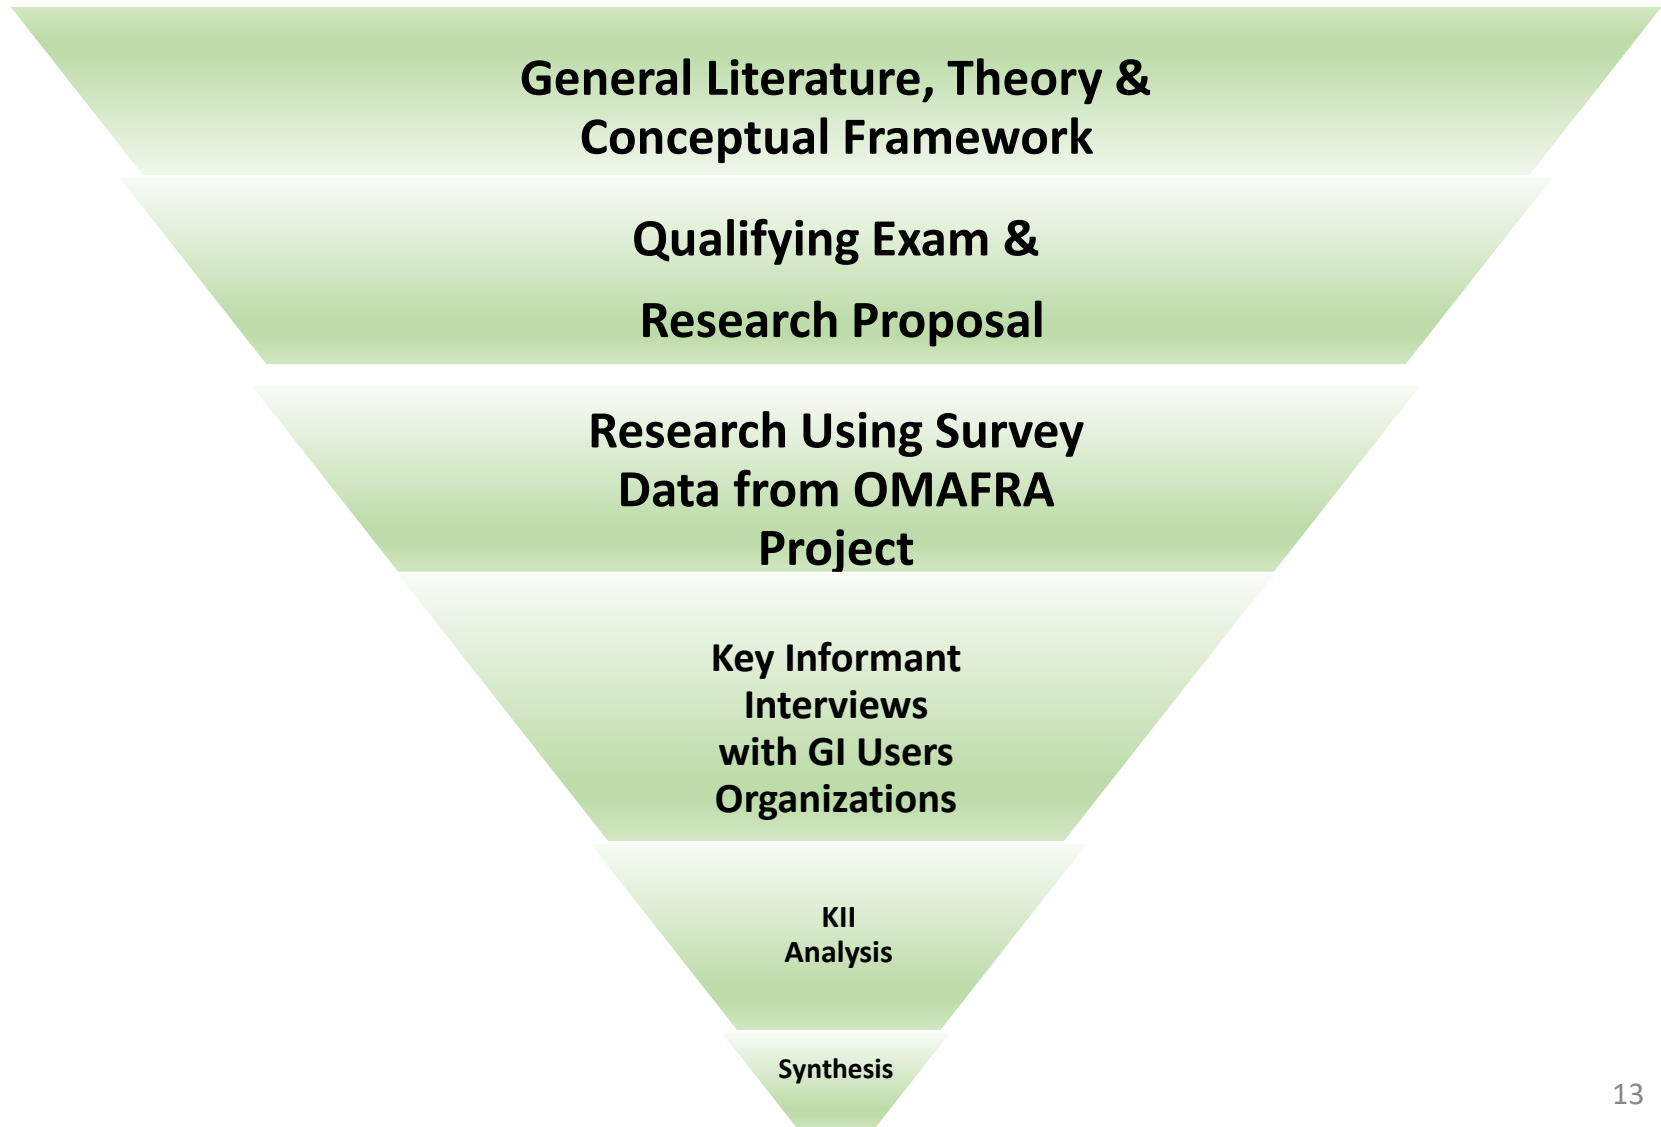 General Literature, Theory &
Conceptual Framework
Qualifying Exam &
Research Proposal
Research Using Survey
Data from OMAFRA
Project
Key Informant
Interviews
with GI Users
Organizations
KII
Analysis
Synthesis
13